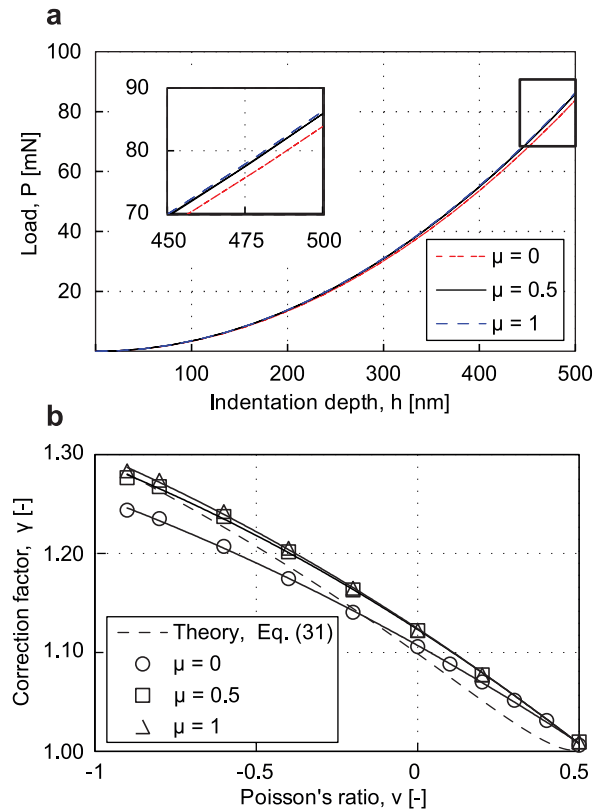 a
Load, P [mN]
100
80
60
40
20
90
80
70
450
475
500
μ = 0
μ = 0.5
μ = 1
100
200
300
400
500
Indentation depth, h [nm]
b
Correction factor, γ [-]
1.30
1.20
1.10
1.00
Theory, Eq. (31)
μ = 0
μ = 0.5
μ = 1
-1
-0.5
0
0.5
Poisson's ratio, ν [-]